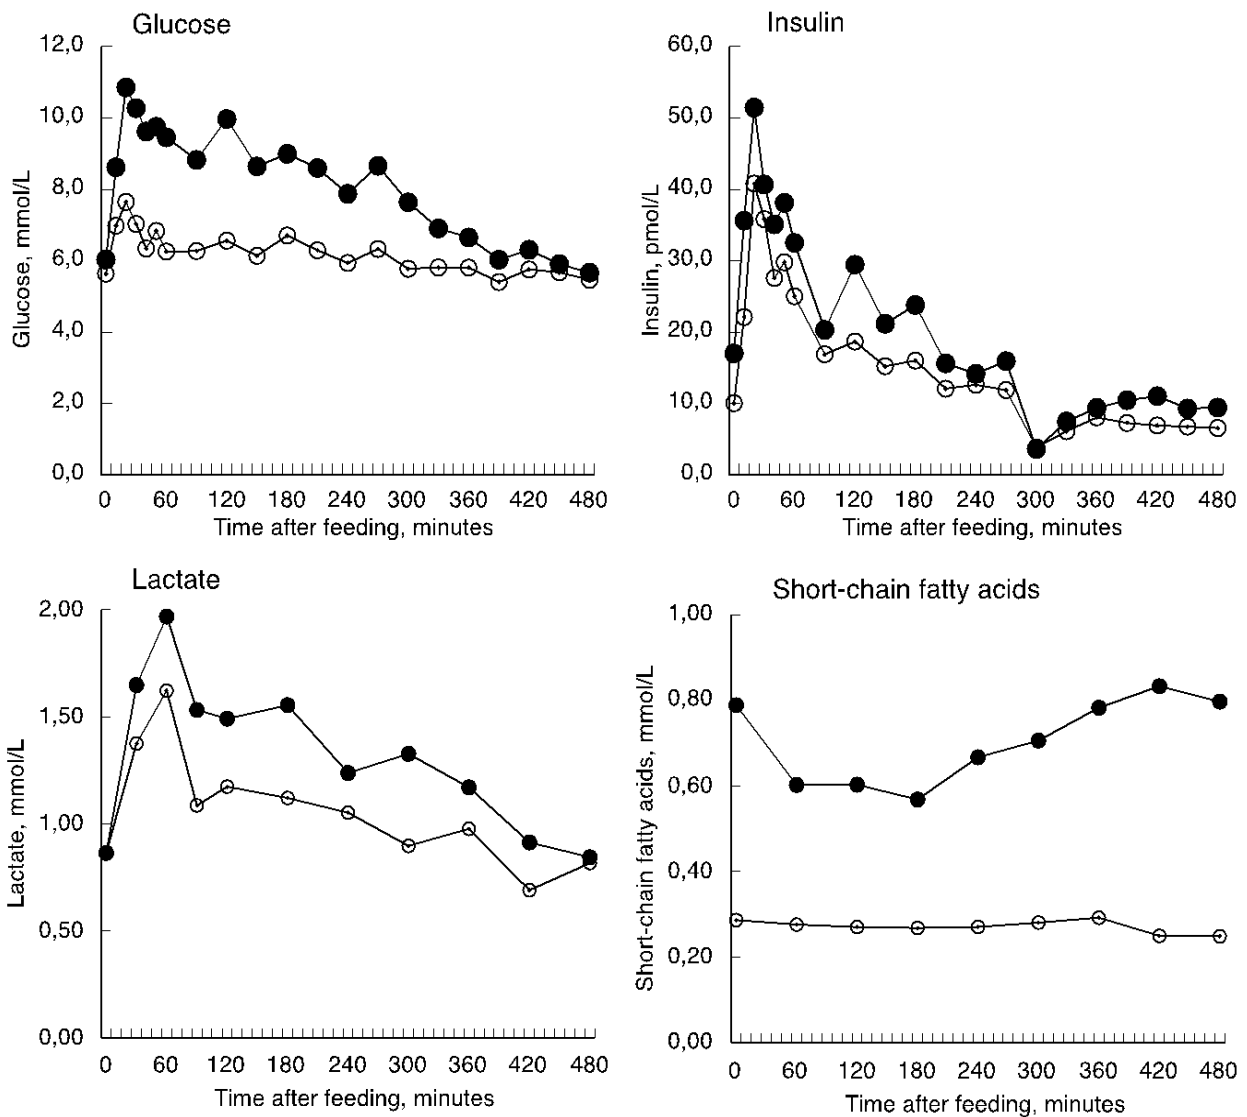 Glucose
12,0
10,0
8,0
6,0
4,0
2,0
0,0
Glucose, mmol/L
0 60 120 180 240 300 360 420 480
Time after feeding, minutes
Insulin
60,0
50,0
40,0
30,0
20,0
10,0
0,0
Insulin, pmol/L
0 60 120 180 240 300 360 420 480
Time after feeding, minutes
Lactate
2,00
1,50
1,00
0,50
0,00
Lactate, mmol/L
0 60 120 180 240 300 360 420 480
Time after feeding, minutes
Short-chain fatty acids
1,00
0,80
0,60
0,40
0,20
0,00
Short-chain fatty acids, mmol/L
0 60 120 180 240 300 360 420 480
Time after feeding, minutes